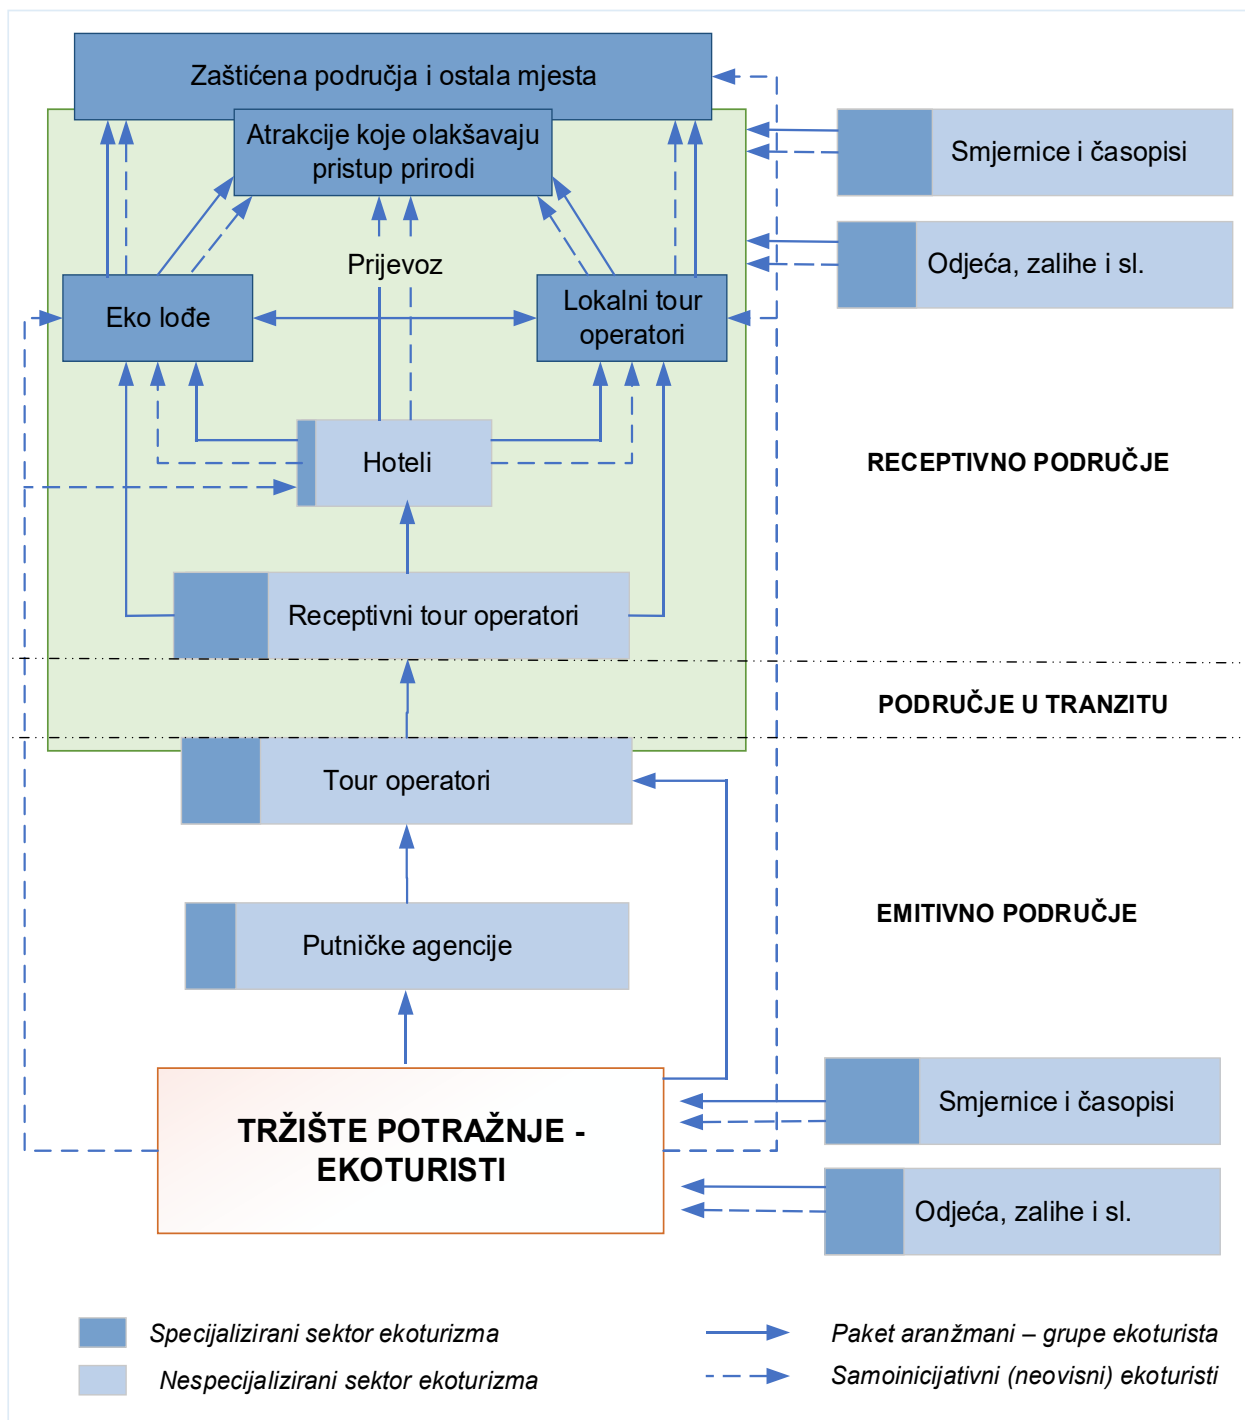 Zaštićena područja i ostala mjesta
Atrakcije koje olakšavaju
pristup prirodi
Smjernice i časopisi
Odjeća, zalihe i sl.
Prijevoz
Eko lođe
Lokalni tour
operatori
Hoteli
RECEPTIVNO PODRUČJE
Receptivni tour operatori
PODRUČJE U TRANZITU
Tour operatori
EMITIVNO PODRUČJE
Putničke agencije
TRŽIŠTE POTRAŽNJE -
EKOTURISTI
Smjernice i časopisi
Odjeća, zalihe i sl.
Specijalizirani sektor ekoturizma
Paket aranžmani – grupe ekoturista
Nespecijalizirani sektor ekoturizma
Samoinicijativni (neovisni) ekoturisti